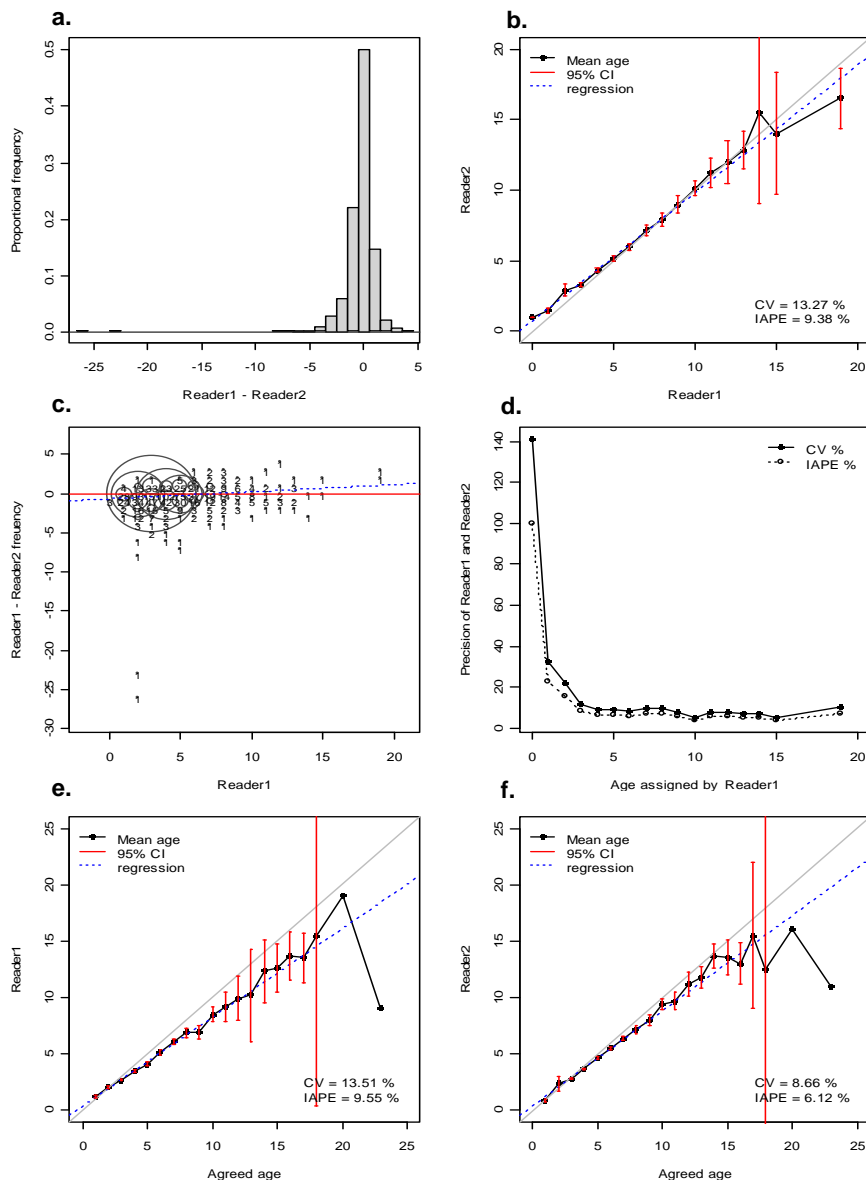 a.
0.5
0.4
0.3
0.2
0.1
0.0
Proportional frequency
-25 -20 -15 -10 -5 0 5
Reader1 - Reader2
b.
Mean age
95% CI
regression
20
15
10
5
0
Reader2
CV = 13.27 %
IAPE = 9.38 %
0 5 10 15 20
Reader1
c.
5
0
-5
-10
-15
-20
-25
-30
Reader1 - Reader2 freuency
0 5 10 15 20
Reader1
d.
CV %
IAPE %
140
120
100
80
60
40
20
0
Precision of Reader1 and Reader2
0 5 10 15 20
Age assigned by Reader1
e.
Mean age
95% CI
regression
25
20
15
10
5
0
Reader1
CV = 13.51 %
IAPE = 9.55 %
0 5 10 15 20 25
Agreed age
f.
Mean age
95% CI
regression
25
20
15
10
5
0
Reader2
CV = 8.66 %
IAPE = 6.12 %
0 5 10 15 20 25
Agreed age